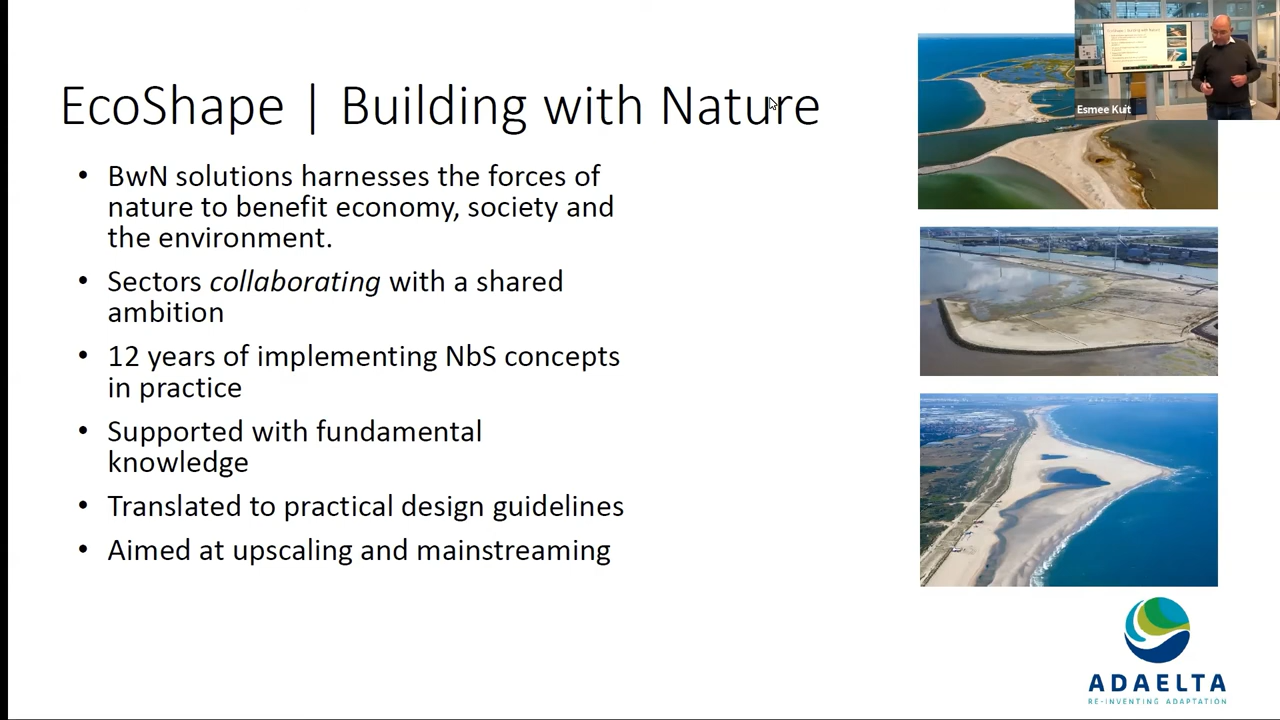 EcoShape | Building with Nature
• BwN solutions harnesses the forces of
nature to benefit economy, society and
the environment.
• Sectors collaborating with a shared
ambition
• 12 years of implementing NbS concepts
in practice
• Supported with fundamental
knowledge
• Translated to practical design guidelines
• Aimed at upscaling and mainstreaming
Esmee Kuit
ADAELTA
RE-INVENTING ADAPTATION